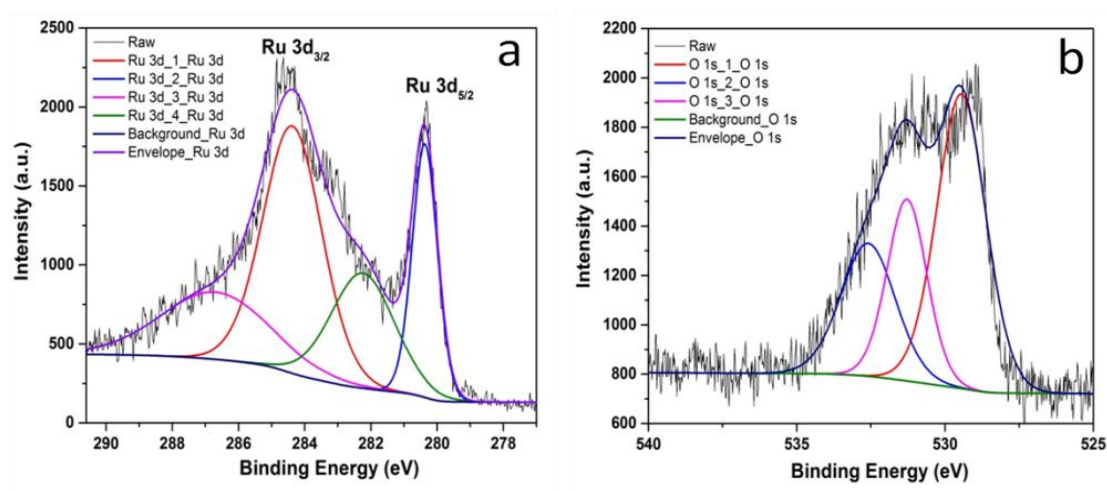 a
Ru 3d3/2
Ru 3d5/2
Raw
Ru 3d_1_Ru 3d
Ru 3d_2_Ru 3d
Ru 3d_3_Ru 3d
Ru 3d_4_Ru 3d
Background_Ru 3d
Envelope_Ru 3d
Intensity (a.u.)
2500
2000
1500
1000
500
0
290 288 286 284 282 280 278
Binding Energy (eV)
b
Raw
O 1s_1_O 1s
O 1s_2_O 1s
O 1s_3_O 1s
Background_O 1s
Envelope_O 1s
Intensity (a.u.)
2200
2000
1800
1600
1400
1200
1000
800
600
540 535 530 525
Binding Energy (eV)